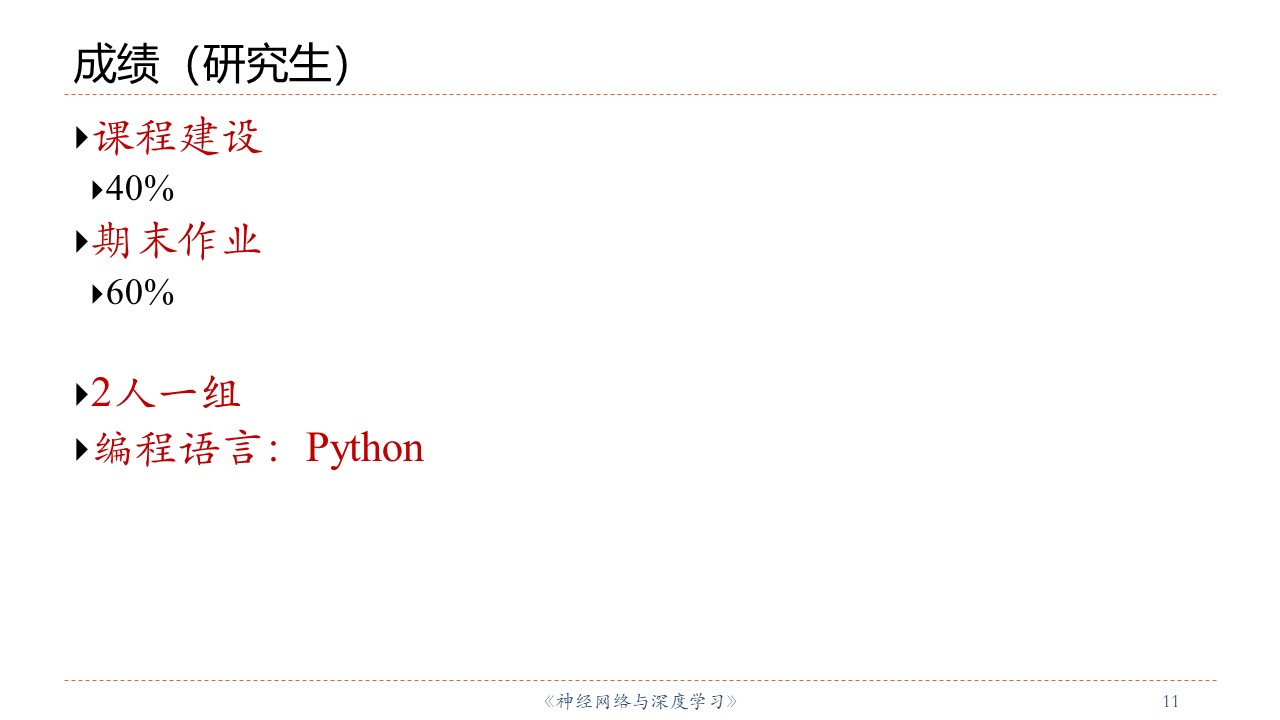 成绩（研究生）
课程建设
40%
期末作业
60%
2人一组
编程语言：Python
《神经网络与深度学习》
11